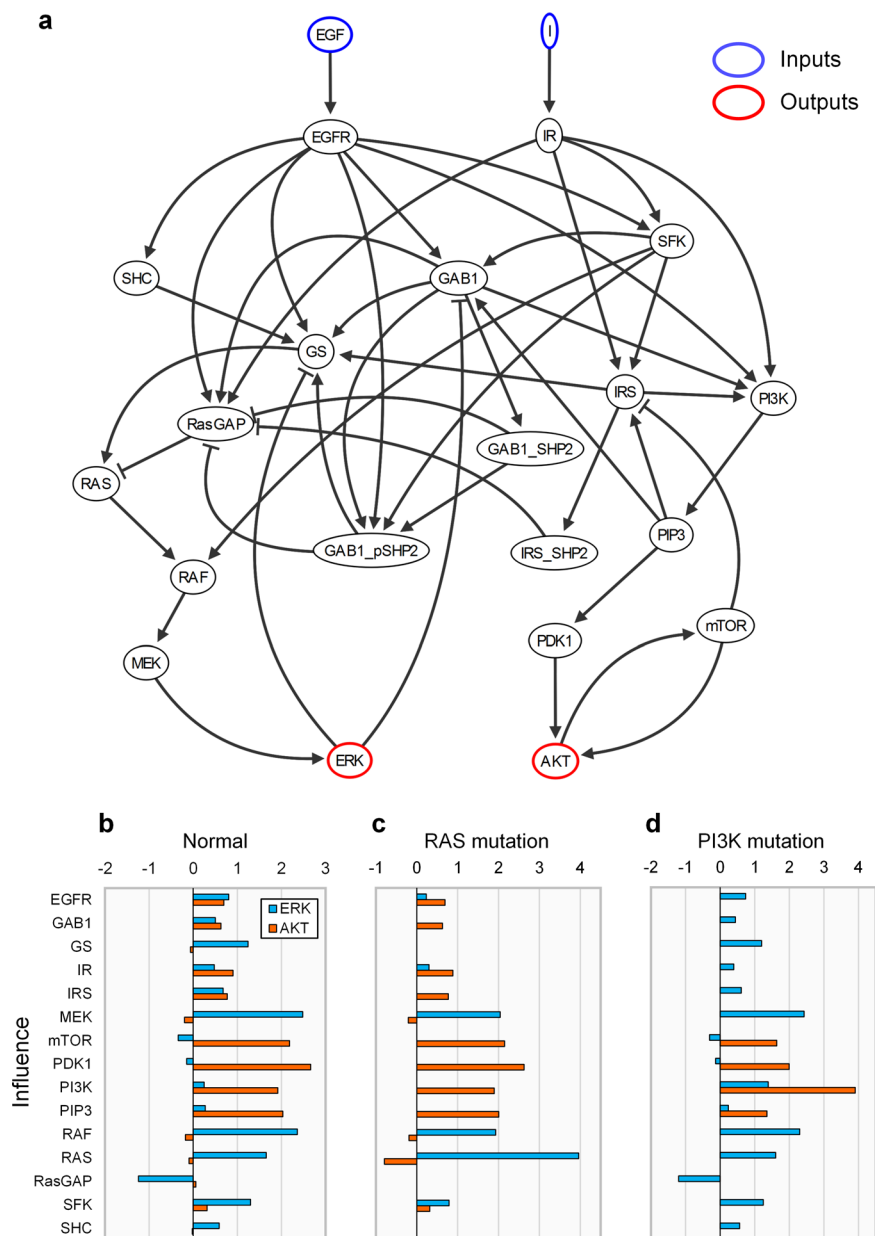 a
EGF
I
Inputs
Outputs
EGFR
IR
SFK
SHC
GAB1
GS
IRS
PI3K
RasGAP
GAB1_SHP2
RAS
GAB1_pSHP2
IRS_SHP2
PIP3
RAF
PDK1
mTOR
MEK
ERK
AKT
b
Normal
c
RAS mutation
d
PI3K mutation
-2 -1 0 1 2 3
-1 0 1 2 3 4
-2 -1 0 1 2 3 4
Influence
EGFR
GAB1
GS
IR
IRS
MEK
mTOR
PDK1
PI3K
PIP3
RAF
RAS
RasGAP
SFK
SHC
ERK
AKT